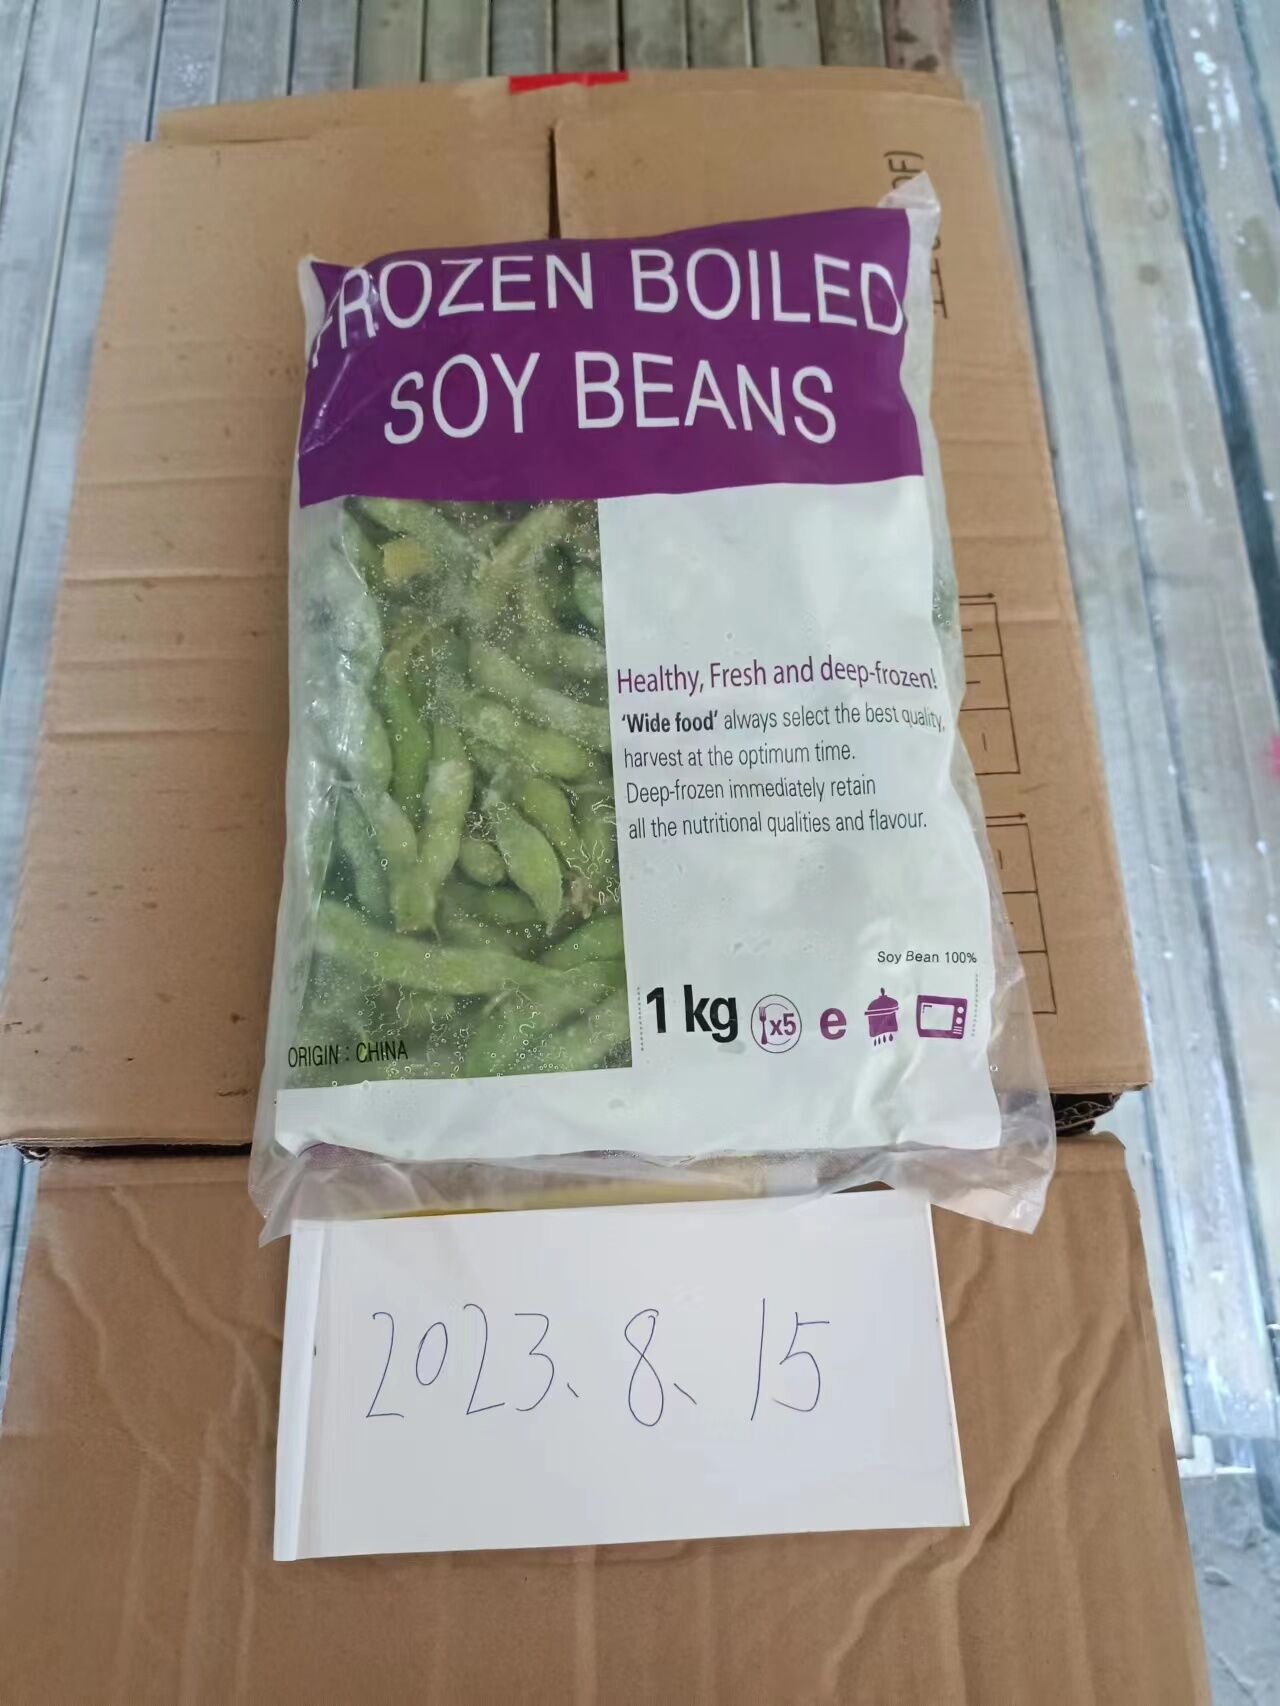 FROZEN BOILED
SOY BEANS
Healthy, Fresh and deep-frozen!
'Wide food' always select the best quality,
harvest at the optimum time.
Deep-frozen immediately retain
all the nutritional qualities and flavour.
Soy Bean 100%
1 kg x5 e
ORIGIN : CHINA
2023、8、15